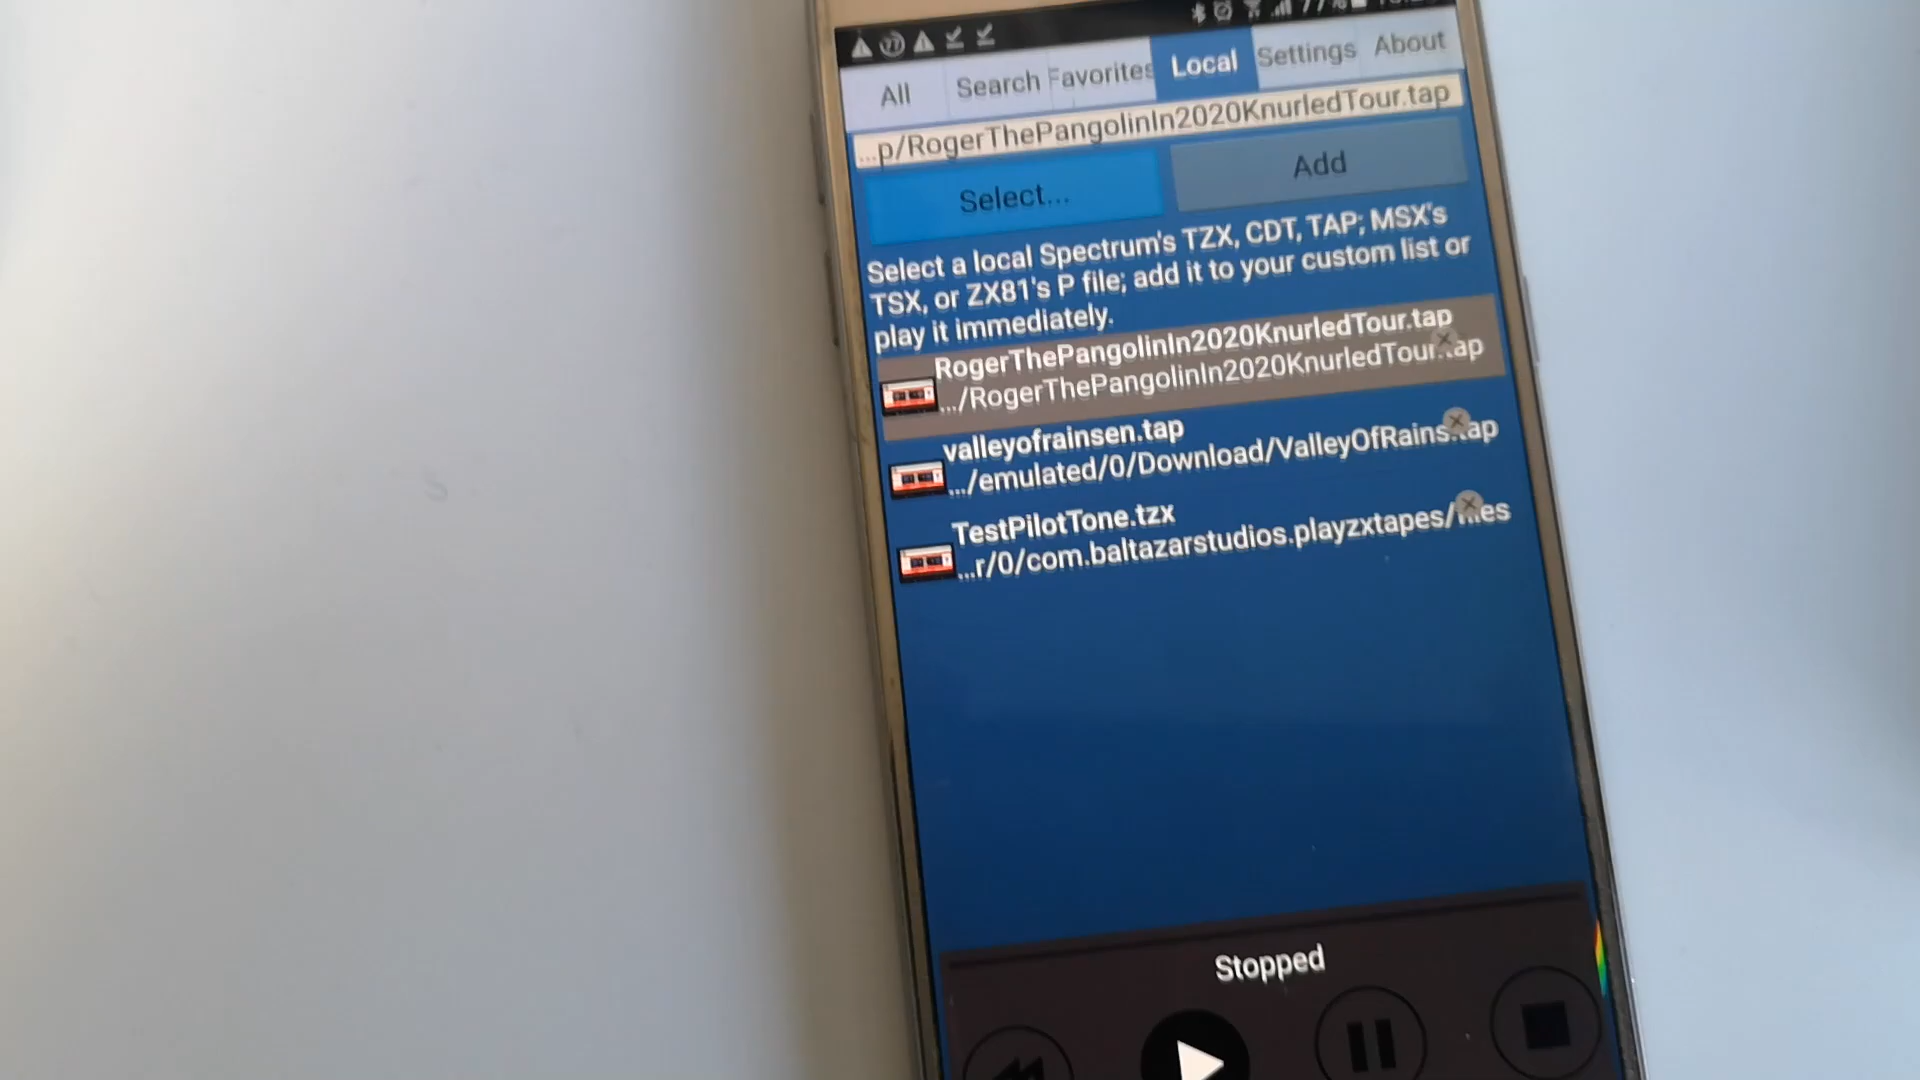 77%
All Search Favorites Local Settings About
...p/RogerThePangolinIn2020KnurledTour.tap
Select... Add
Select a local Spectrum's TZX, CDT, TAP; MSX's
TSX, or ZX81's P file; add it to your custom list or
play it immediately.
RogerThePangolinIn2020KnurledTour.tap
.../RogerThePangolinIn2020KnurledTour.tap
valleyofrainsen.tap
.../emulated/0/Download/ValleyOfRains.tap
TestPilotTone.tzx
...r/0/com.baltazarstudios.playzxtapes/files
Stopped